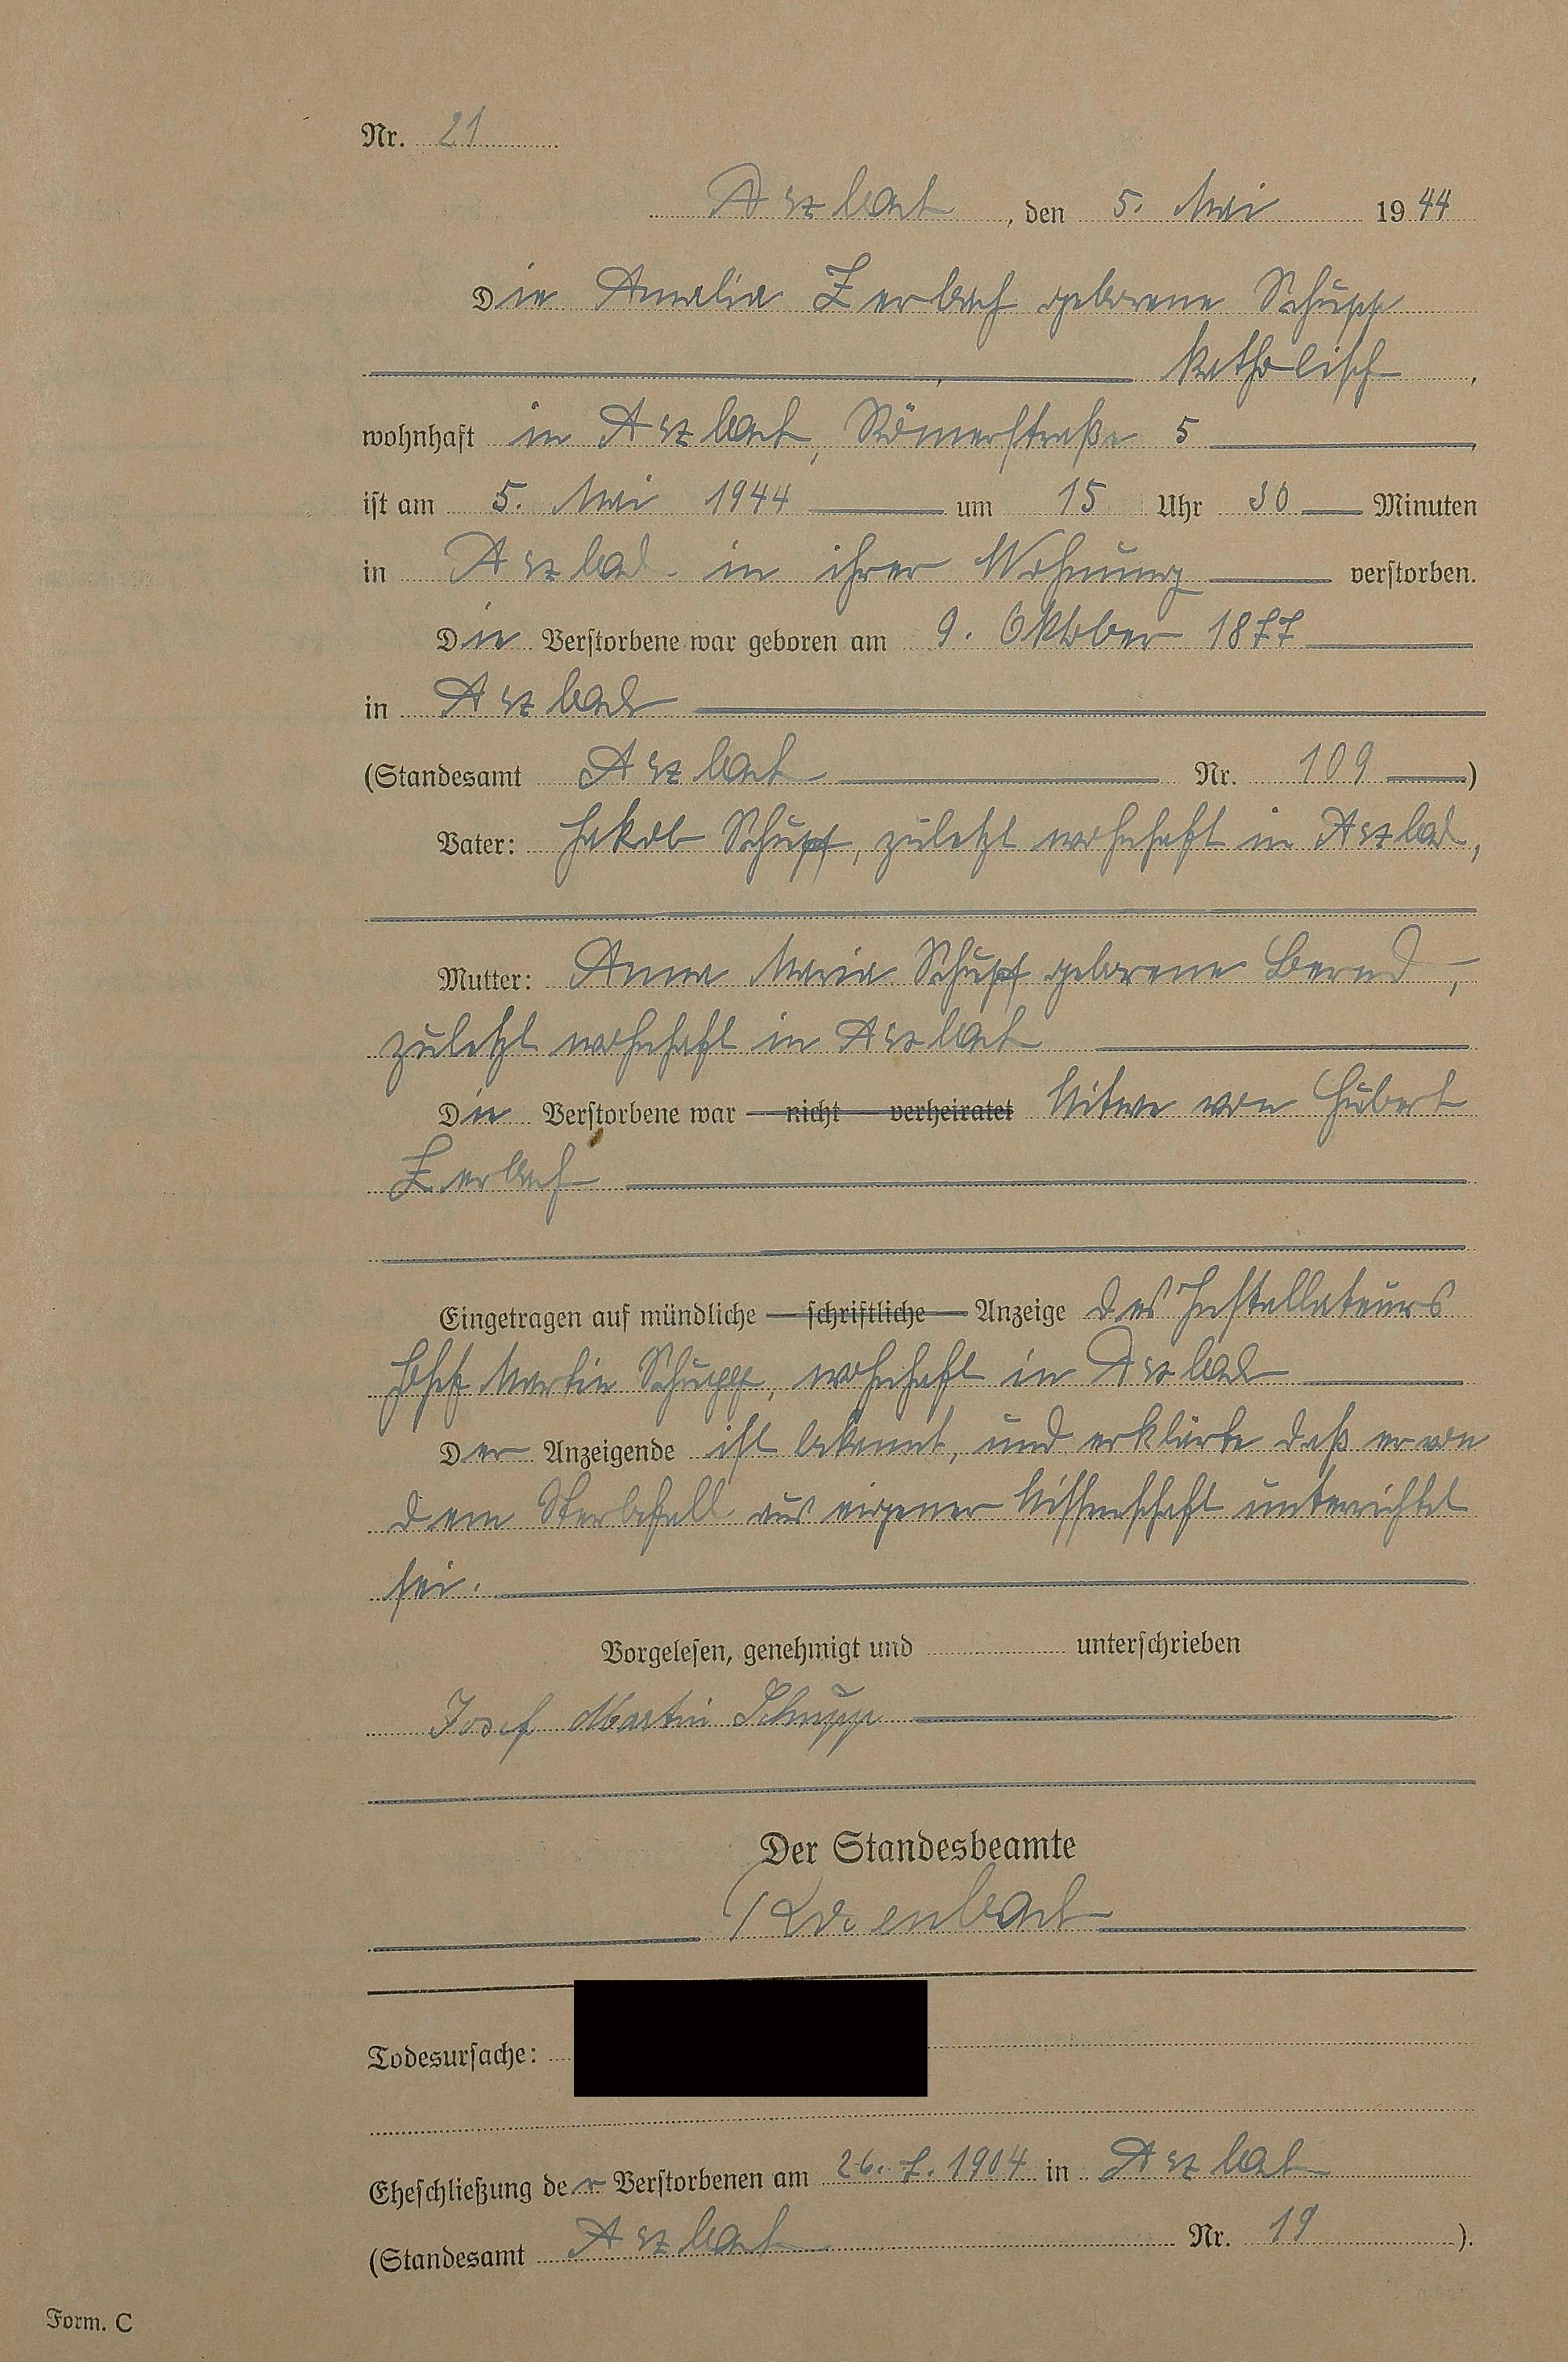 Nr. 21
Arzbach, den 5. Mai 1944
Die Amalia Zerbach geborene Schupp
katholisch,
wohnhaft in Arzbach, Römerstraße 5
ist am 5. Mai 1944 um 15 Uhr 30 Minuten
in Arzbach in ihrer Wohnung verstorben.
Die Verstorbene war geboren am 9. Oktober 1877
in Arzbach
(Standesamt Arzbach Nr. 109)
Vater: Jakob Schupp, zuletzt wohnhaft in Arzbach,
Mutter: Anna Maria Schupp geborene Bernd,
zuletzt wohnhaft in Arzbach
Die Verstorbene war nicht verheiratet Witwe von Hubert
Zerbach
Eingetragen auf mündliche schriftliche Anzeige des Installateurs
Josef Martin Schupp, wohnhaft in Arzbach
Der Anzeigende ist bekannt, und erklärte daß er von
dem Sterbefall aus eigener Wissenschaft unterrichtet
sei.
Vorgelesen, genehmigt und unterschrieben
Josef Martin Schupp
Der Standesbeamte
Todesursache:
Eheschließung der Verstorbenen am 26. 7. 1904 in Arzbach
(Standesamt Arzbach Nr. 19).
Form. C